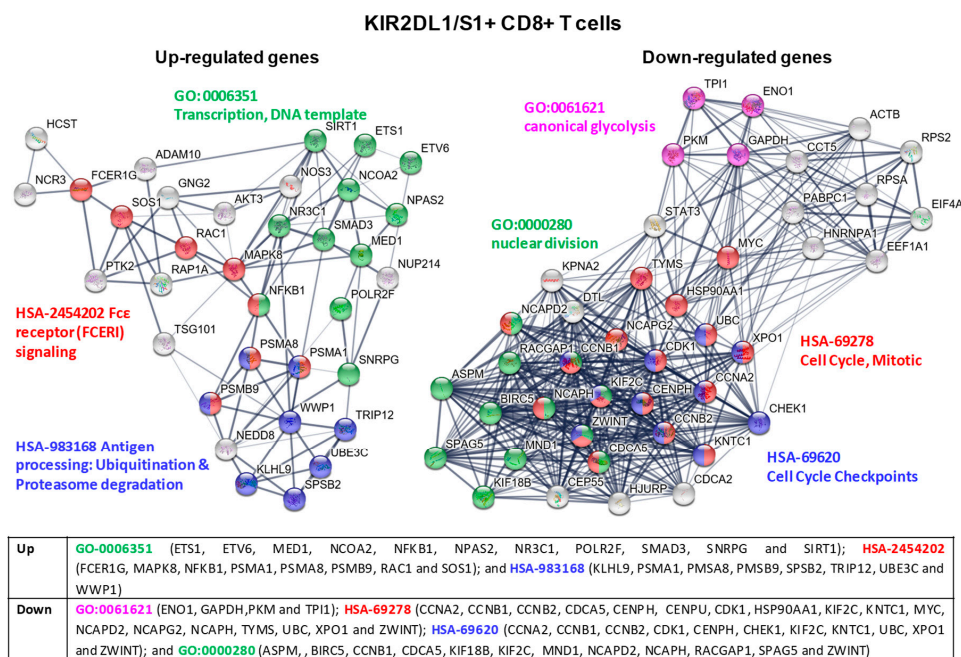 KIR2DL1/S1+ CD8+ T cells
Up-regulated genes
Down-regulated genes
GO:0006351
Transcription, DNA template
HCST
NCR3
FCER1G
ADAM10
SOS1
GNG2
AKT3
RAC1
PTK2
RAP1A
MAPK8
NFKB1
NR3C1
NOS3
SIRT1
ETS1
ETV6
NCOA2
NPAS2
SMAD3
MED1
NUP214
POLR2F
SNRPG
TSG101
PSMA8
PSMA1
PSMB9
WWP1
TRIP12
NEDD8
UBE3C
KLHL9
SPSB2
HSA-2454202 Fcε
receptor (FCERI)
signaling
HSA-983168 Antigen
processing: Ubiquitination &
Proteasome degradation
TPI1
ENO1
GO:0061621
canonical glycolysis
PKM
GAPDH
ACTB
CCT5
RPS2
RPSA
PABPC1
EIF4A
HNRNPA1
EEF1A1
STAT3
GO:0000280
nuclear division
MYC
KPNA2
TYMS
HSP90AA1
DTL
NCAPD2
NCAPG2
UBC
XPO1
RACGAP1
CCNB1
CDK1
ASPM
KIF2C
CENPH
CCNA2
BIRC5
NCAPH
CHEK1
ZWINT
CCNB2
KNTC1
SPAG5
MND1
CDCA5
KIF18B
CEP55
HJURP
CDCA2
HSA-69278
Cell Cycle, Mitotic
HSA-69620
Cell Cycle Checkpoints
Up
GO-0006351 (ETS1, ETV6, MED1, NCOA2, NFKB1, NPAS2, NR3C1, POLR2F, SMAD3, SNRPG and SIRT1); HSA-2454202
(FCER1G, MAPK8, NFKB1, PSMA1, PSMA8, PSMB9, RAC1 and SOS1); and HSA-983168 (KLHL9, PSMA1, PMSA8, PMSB9, SPSB2, TRIP12, UBE3C and
WWP1)
Down
GO:0061621 (ENO1, GAPDH,PKM and TPI1); HSA-69278 (CCNA2, CCNB1, CCNB2, CDCA5, CENPH, CENPU, CDK1, HSP90AA1, KIF2C, KNTC1, MYC,
NCAPD2, NCAPG2, NCAPH, TYMS, UBC, XPO1 and ZWINT); HSA-69620 (CCNA2, CCNB1, CCNB2, CDK1, CENPH, CHEK1, KIF2C, KNTC1, UBC, XPO1
and ZWINT); and GO:0000280 (ASPM, , BIRC5, CCNB1, CDCA5, KIF18B, KIF2C, MND1, NCAPD2, NCAPH, RACGAP1, SPAG5 and ZWINT)